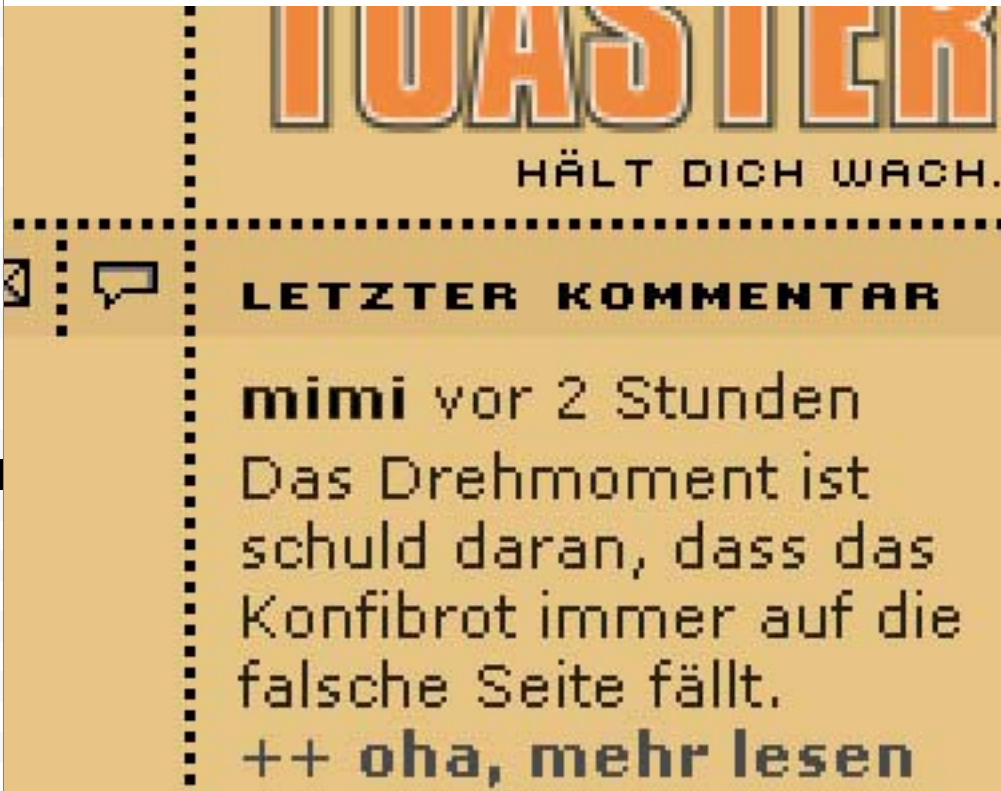 TOASTER
HÄLT DICH WACH.
LETZTER KOMMENTAR
mimi vor 2 Stunden
Das Drehmoment ist
schuld daran, dass das
Konfibrot immer auf die
falsche Seite fällt.
++ oha, mehr lesen